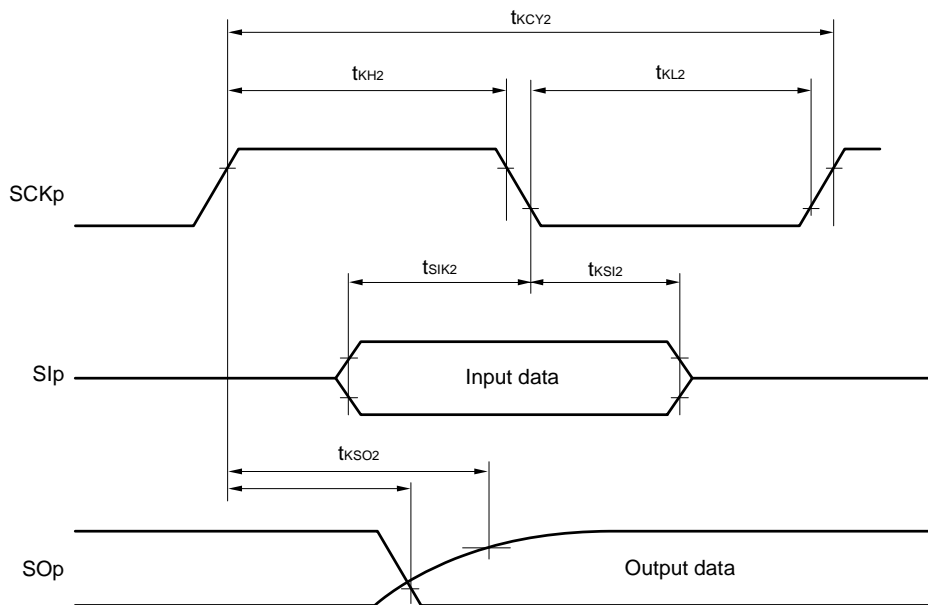 tKCY2
tKH2
tKL2
SCKp
tSIK2
tKSI2
SIp
Input data
tKSO2
SOp
Output data